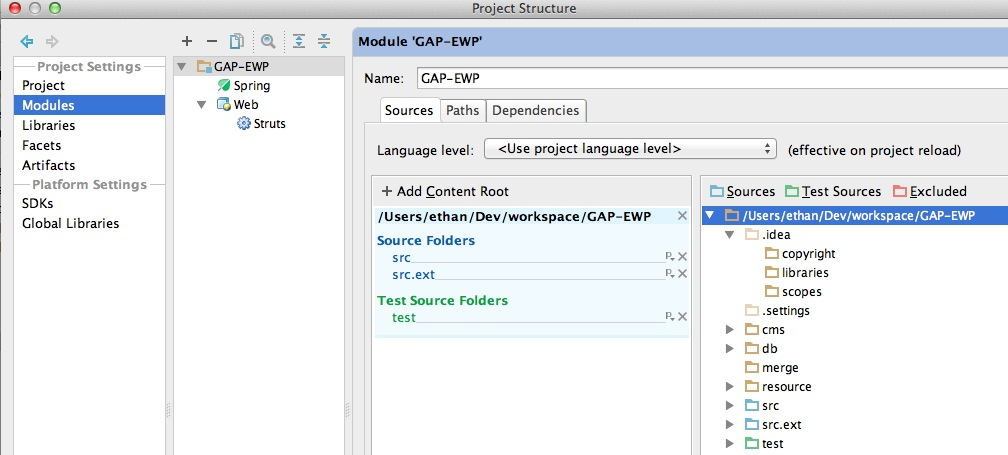 Project Structure
Project Settings
Project
Modules
Libraries
Facets
Artifacts
Platform Settings
SDKs
Global Libraries
GAP-EWP
Spring
Web
Struts
Module 'GAP-EWP'
Name: GAP-EWP
Sources Paths Dependencies
Language level: <Use project language level> (effective on project reload)
+ Add Content Root
/Users/ethan/Dev/workspace/GAP-EWP
Source Folders
src
src.ext
Test Source Folders
test
Sources Test Sources Excluded
/Users/ethan/Dev/workspace/GAP-EWP
.idea
copyright
libraries
scopes
.settings
cms
db
merge
resource
src
src.ext
test